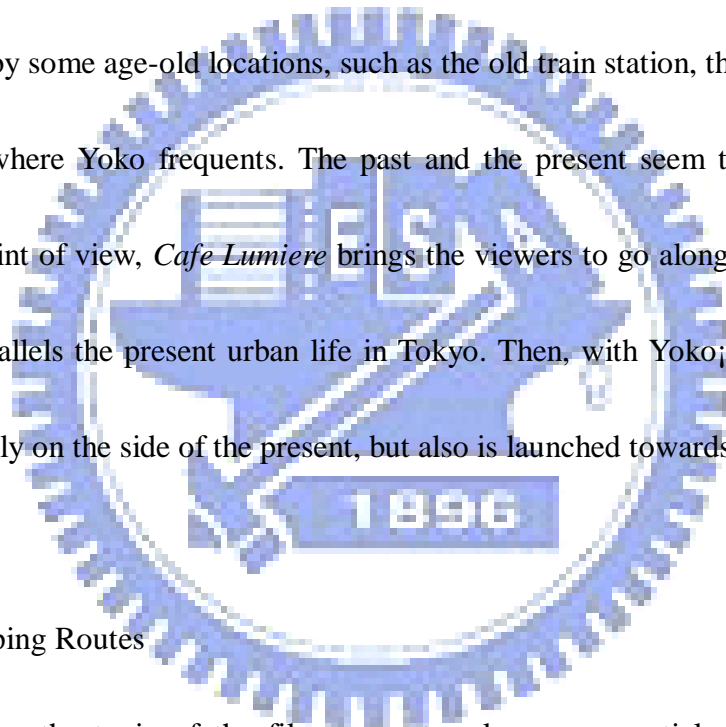 by some age-old locations, such as the old train station, th
where Yoko frequents. The past and the present seem t
int of view, Cafe Lumiere brings the viewers to go along
allels the present urban life in Tokyo. Then, with Yoko¡
ly on the side of the present, but also is launched towards
ESA
1896
ping Routes